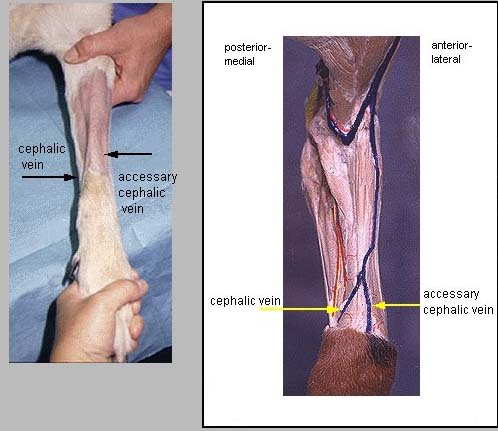 cephalic
vein
accessary
cephalic
vein
posterior-
medial
anterior-
lateral
cephalic vein
accessary
cephalic vein